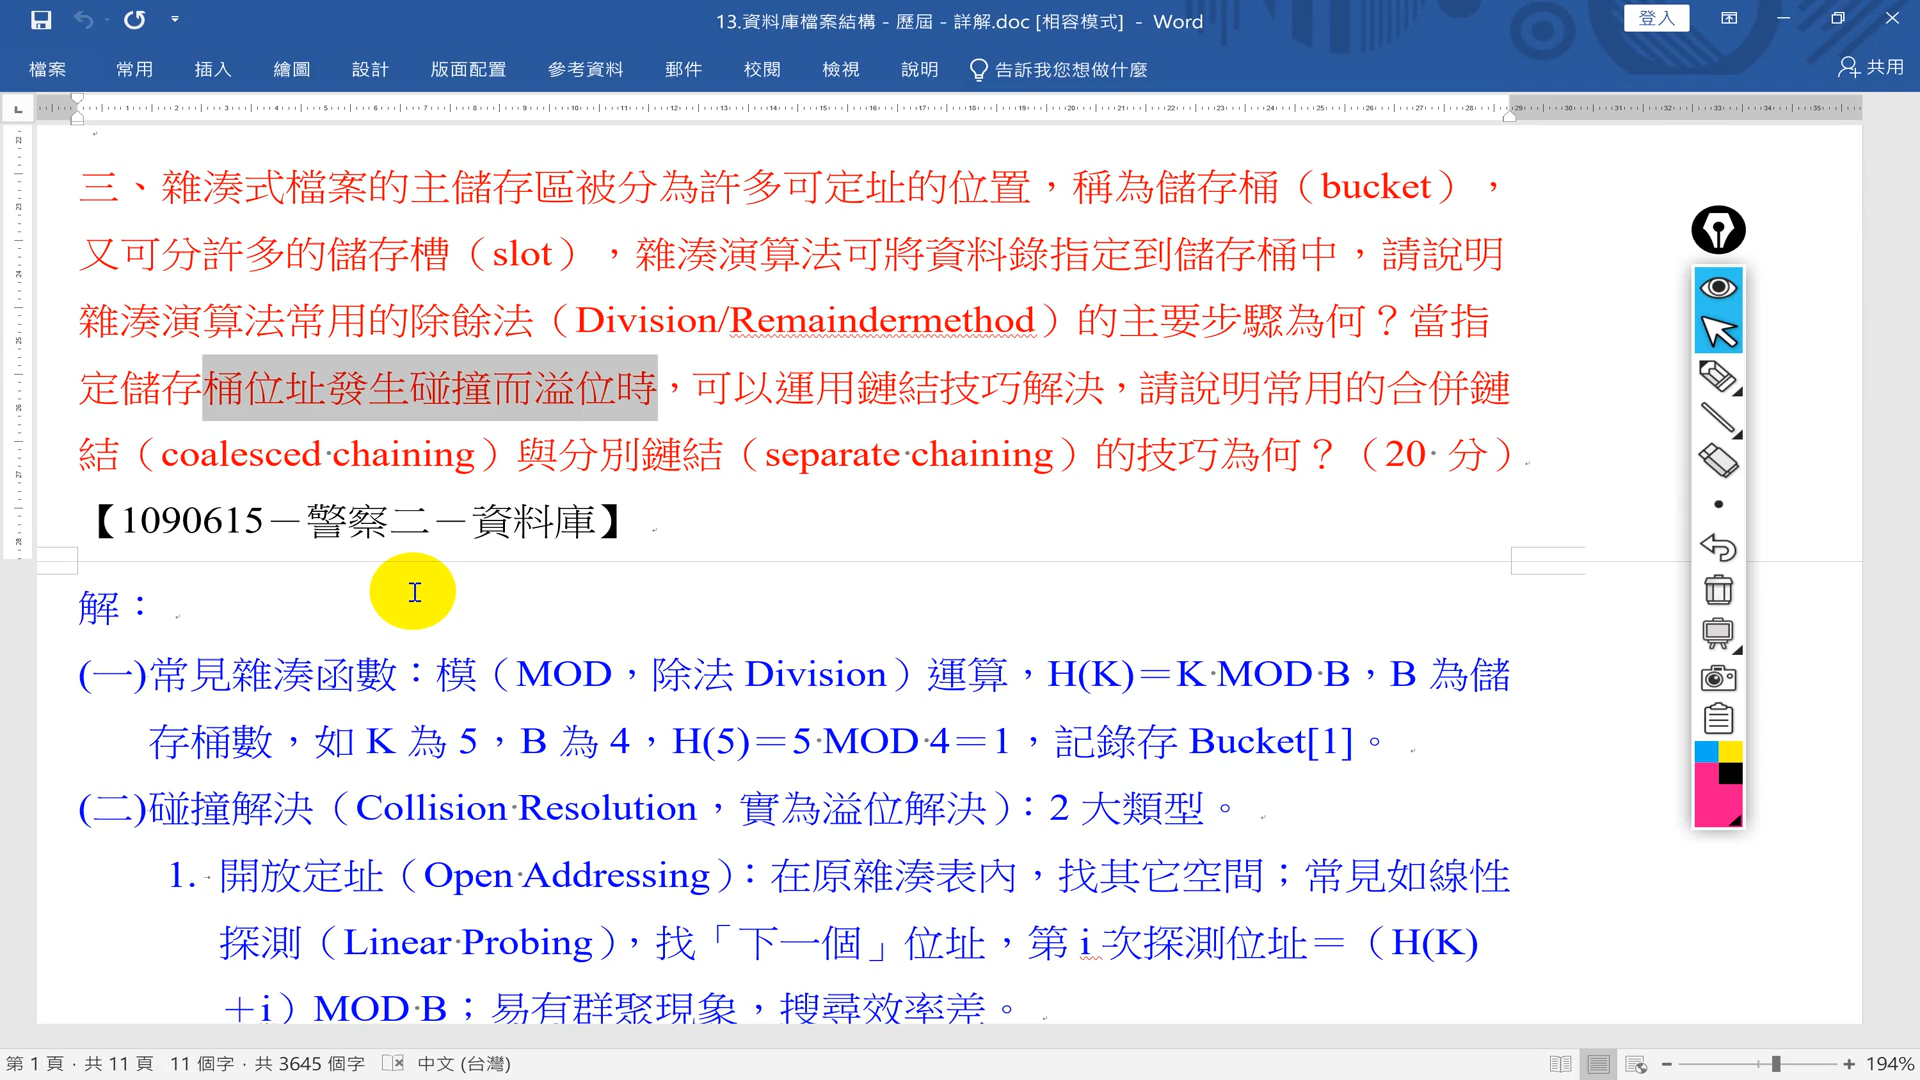 13.資料庫檔案結構 - 歷屆 - 詳解.doc [相容模式] - Word
登入
檔案 常用 插入 繪圖 設計 版面配置 參考資料 郵件 校閱 檢視 說明 告訴我您想做什麼 共用
三、雜湊式檔案的主儲存區被分為許多可定址的位置，稱為儲存桶（bucket），
又可分許多的儲存槽（slot），雜湊演算法可將資料錄指定到儲存桶中，請說明
雜湊演算法常用的除餘法（Division/Remaindermethod）的主要步驟為何？當指
定儲存桶位址發生碰撞而溢位時，可以運用鏈結技巧解決，請說明常用的合併鏈
結（coalesced chaining）與分別鏈結（separate chaining）的技巧為何？（20 分）
【1090615－警察二－資料庫】
解：
(一)常見雜湊函數：模（MOD，除法 Division）運算，H(K)＝K MOD B，B 為儲
存桶數，如 K 為 5，B 為 4，H(5)＝5 MOD 4＝1，記錄存 Bucket[1]。
(二)碰撞解決（Collision Resolution，實為溢位解決）：2 大類型。
1. 開放定址（Open Addressing）：在原雜湊表內，找其它空間；常見如線性
探測（Linear Probing），找「下一個」位址，第 i 次探測位址＝（H(K)
＋i）MOD B；易有群聚現象，搜尋效率差。
第 1 頁，共 11 頁 11 個字，共 3645 個字 中文 (台灣) 194%